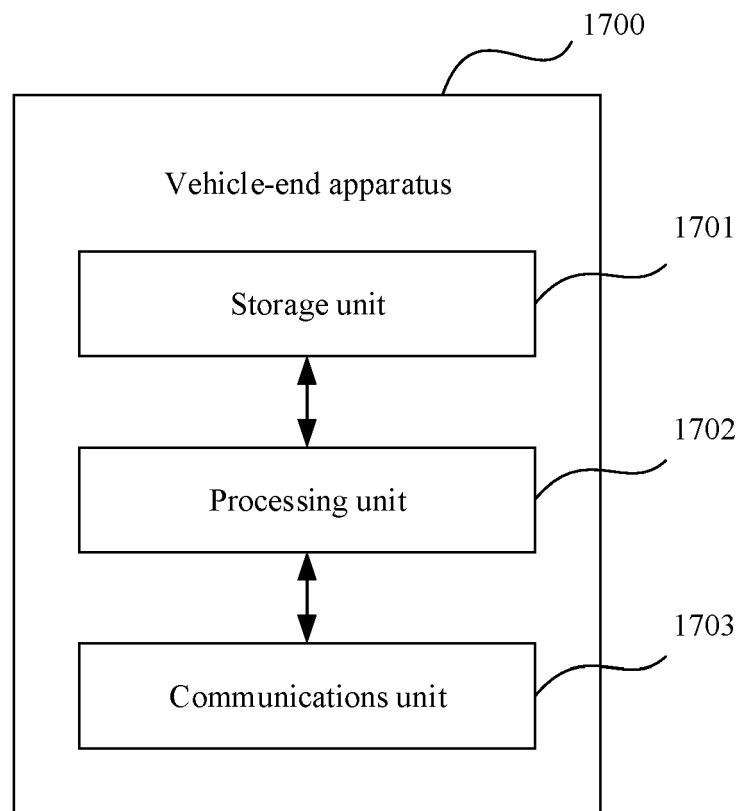 1700
Vehicle-end apparatus
1701
Storage unit
1702
Processing unit
1703
Communications unit